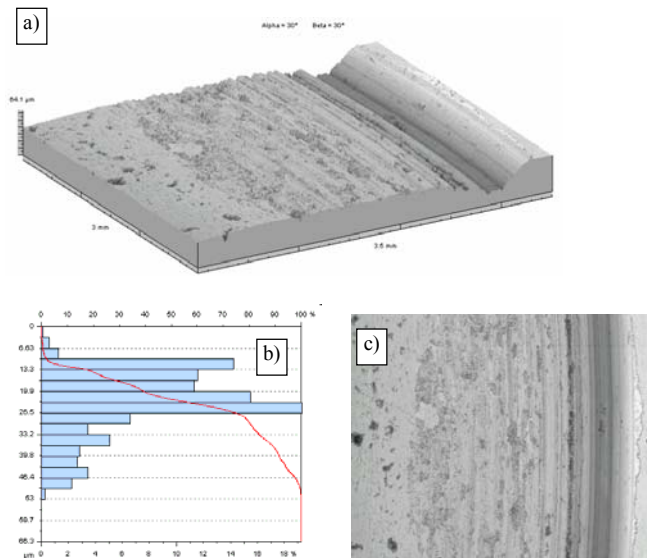 a)
Alpha = 30° Beta = 30°
64.1 µm
3 mm
3.5 mm
b)
0 10 20 30 40 50 60 70 80 90 100 %
0
6.63
13.3
19.9
26.5
33.2
39.8
46.4
53
59.7
66.3
µm 0 2 4 6 8 10 12 14 16 18 %
c)